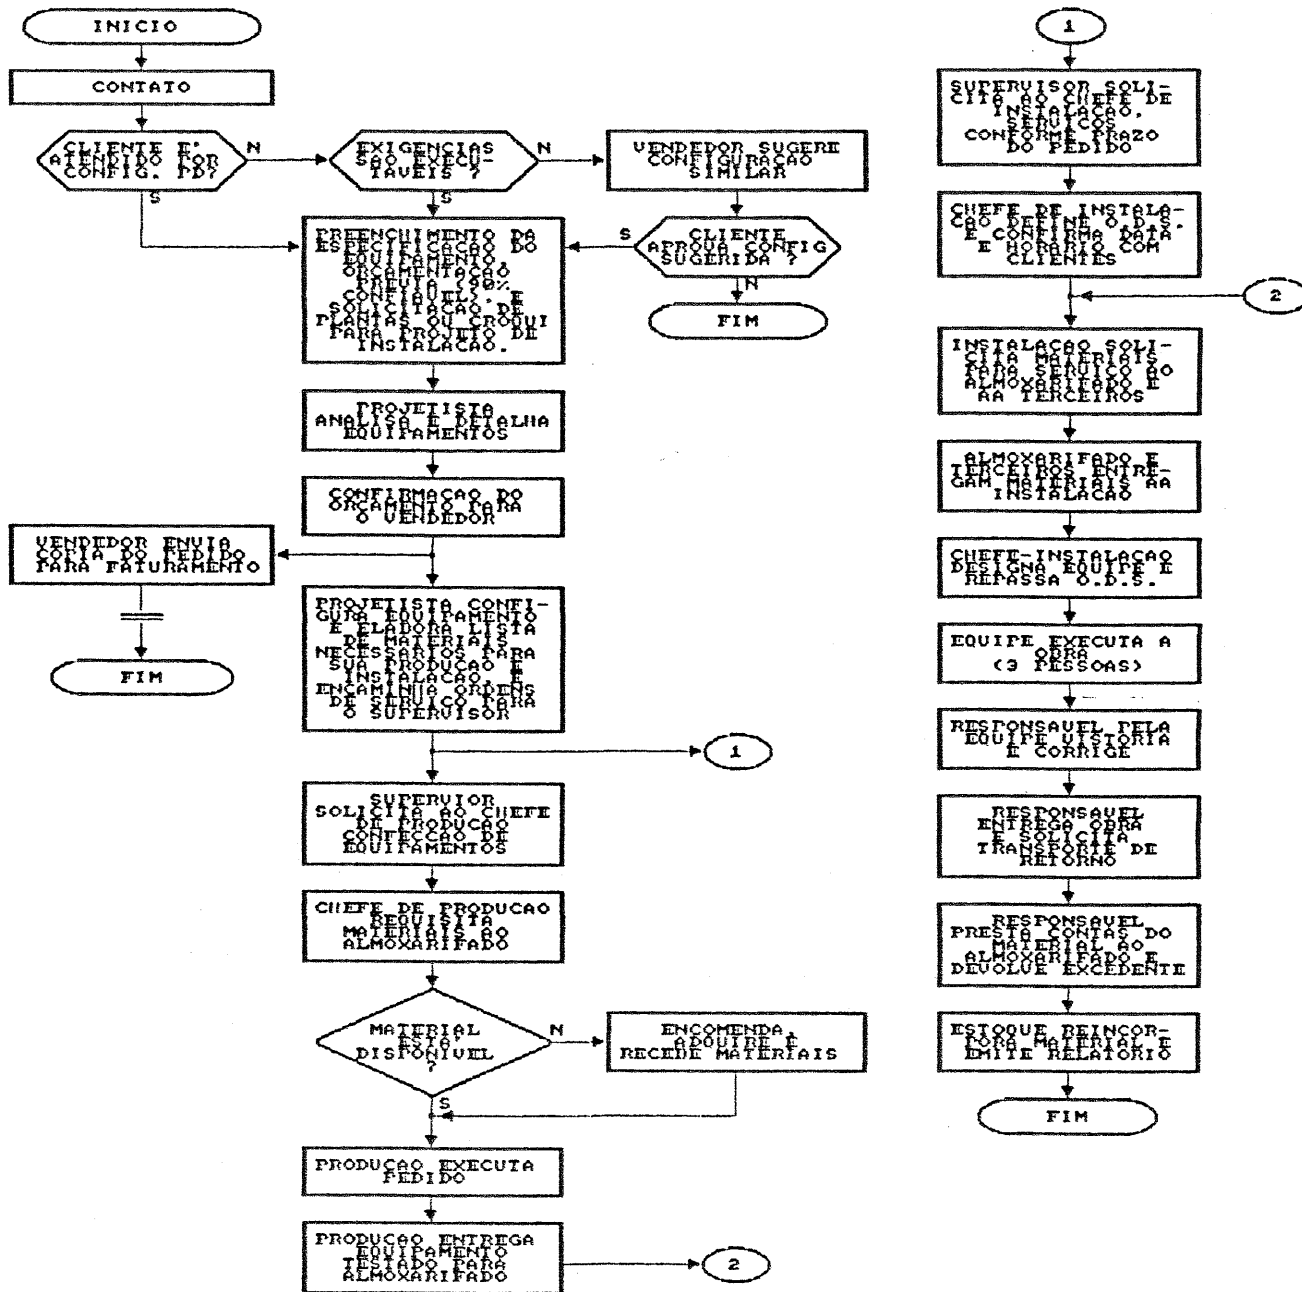 INICIO
CONTATO
CLIENTE E'
ATENDIDO POR
CONFIG. PD?
N
S
EXIGENCIAS
SAO EXECU-
TAVEIS ?
N
S
VENDEDOR SUGERE
CONFIGURACAO
SIMILAR
CLIENTE
APROVA CONFIG
SUGERIDA ?
S
N
FIM
PREENCHIMENTO DA
ESPECIFICACAO DO
EQUIPAMENTO,
ORCAMENTACAO
PREVIA (90%
CONFIAVEL). E
SOLICITACAO DE
PLANTAS OU CROQUI
PARA PROJETO DE
INSTALACAO.
PROJETISTA
ANALISA E DETALHA
EQUIPAMENTOS
CONFIRMACAO DO
ORCAMENTO PARA
O VENDEDOR
VENDEDOR ENVIA
COPIA DO PEDIDO
PARA FATURAMENTO
FIM
PROJETISTA CONFI-
GURA EQUIPAMENTO
E ELADORA LISTA
DE MATERIAIS
NECESSARIOS PARA
SUA PRODUCAO E
INSTALACAO, E
ENCAMINHA ORDENS
DE SERVICO PARA
O SUPERVISOR
1
SUPERVIOR
SOLICITA AO CHEFE
DE PRODUCAO
CONFECCAO DE
EQUIPAMENTOS
CHEFE DE PRODUCAO
REQUISITA
MATERIAIS AO
ALMOXARIFADO
MATERIAL
ESTA'
DISPONIVEL
?
N
S
ENCOMENDA,
ADQUIRE E
RECEDE MATERIAIS
PRODUCAO EXECUTA
PEDIDO
PRODUCAO ENTREGA
EQUIPAMENTO
TESTADO PARA
ALMOXARIFADO
2
1
SUPERVISOR SOLI-
CITA AO CHEFE DE
INSTALACAO,
SERVICOS
CONFORME PRAZO
DO PEDIDO
CHEFE DE INSTALA-
CAO DEFINE O.D.S.
E CONFIRMA DATA
E HORARIO COM
CLIENTES
2
INSTALACAO SOLI-
CITA MATERIAIS
PARA SERVICO AO
ALMOXARIFADO E
AA TERCEIROS
ALMOXARIFADO E
TERCEIROS ENTRE-
GAM MATERIAIS AA
INSTALACAO
CHEFE-INSTALACAO
DESIGNA EQUIPE E
REPASSA O.D.S.
EQUIPE EXECUTA A
OBRA
(3 PESSOAS)
RESPONSAVEL PELA
EQUIPE VISTORIA
E CORRIGE
RESPONSAVEL
ENTREGA OBRA
E SOLICITA
TRANSPORTE DE
RETORNO
RESPONSAVEL
PRESTA CONTAS DO
MATERIAL AO
ALMOXARIFADO E
DEVOLVE EXCEDENTE
ESTOQUE REINCOR-
PORA MATERIAL E
EMITE RELATORIO
FIM